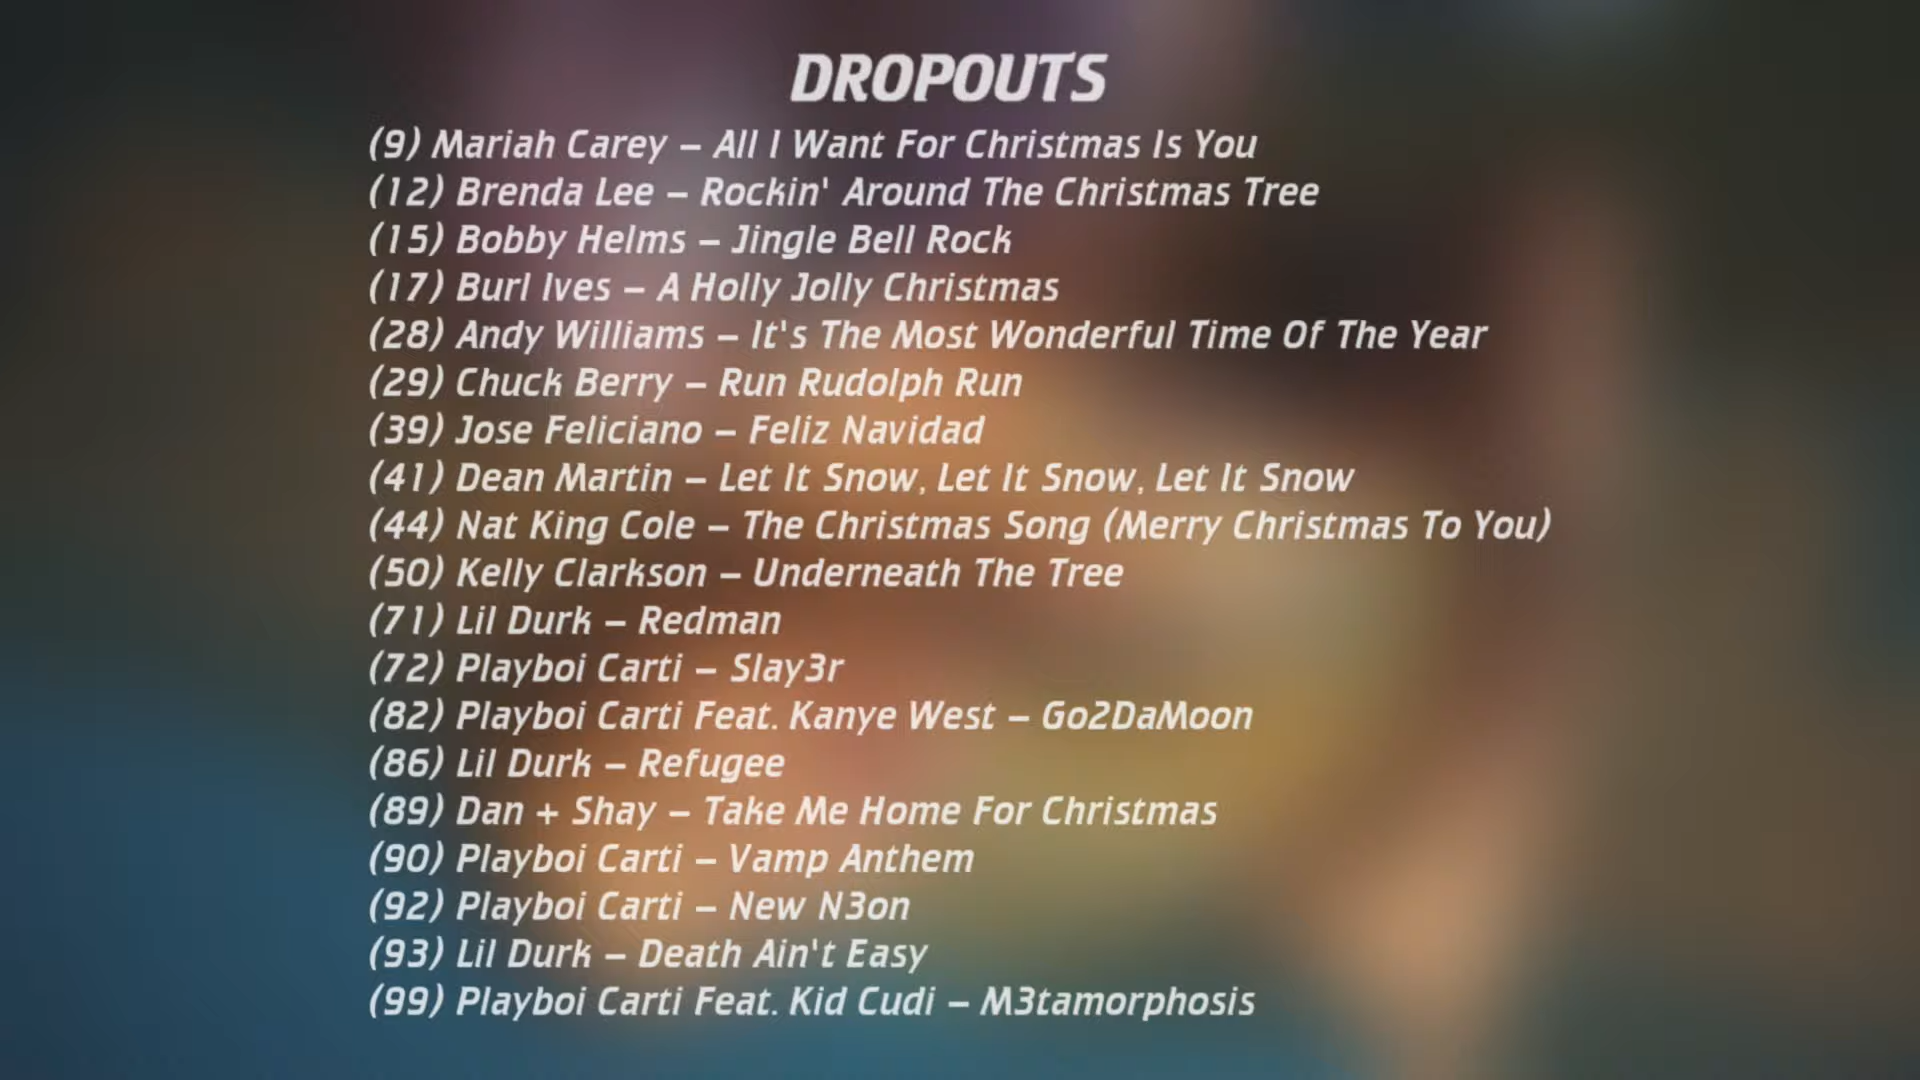 DROPOUTS
(9) Mariah Carey – All I Want For Christmas Is You
(12) Brenda Lee – Rockin' Around The Christmas Tree
(15) Bobby Helms – Jingle Bell Rock
(17) Burl Ives – A Holly Jolly Christmas
(28) Andy Williams – It's The Most Wonderful Time Of The Year
(29) Chuck Berry – Run Rudolph Run
(39) Jose Feliciano – Feliz Navidad
(41) Dean Martin – Let It Snow, Let It Snow, Let It Snow
(44) Nat King Cole – The Christmas Song (Merry Christmas To You)
(50) Kelly Clarkson – Underneath The Tree
(71) Lil Durk – Redman
(72) Playboi Carti – Slay3r
(82) Playboi Carti Feat. Kanye West – Go2DaMoon
(86) Lil Durk – Refugee
(89) Dan + Shay – Take Me Home For Christmas
(90) Playboi Carti – Vamp Anthem
(92) Playboi Carti – New N3on
(93) Lil Durk – Death Ain't Easy
(99) Playboi Carti Feat. Kid Cudi – M3tamorphosis